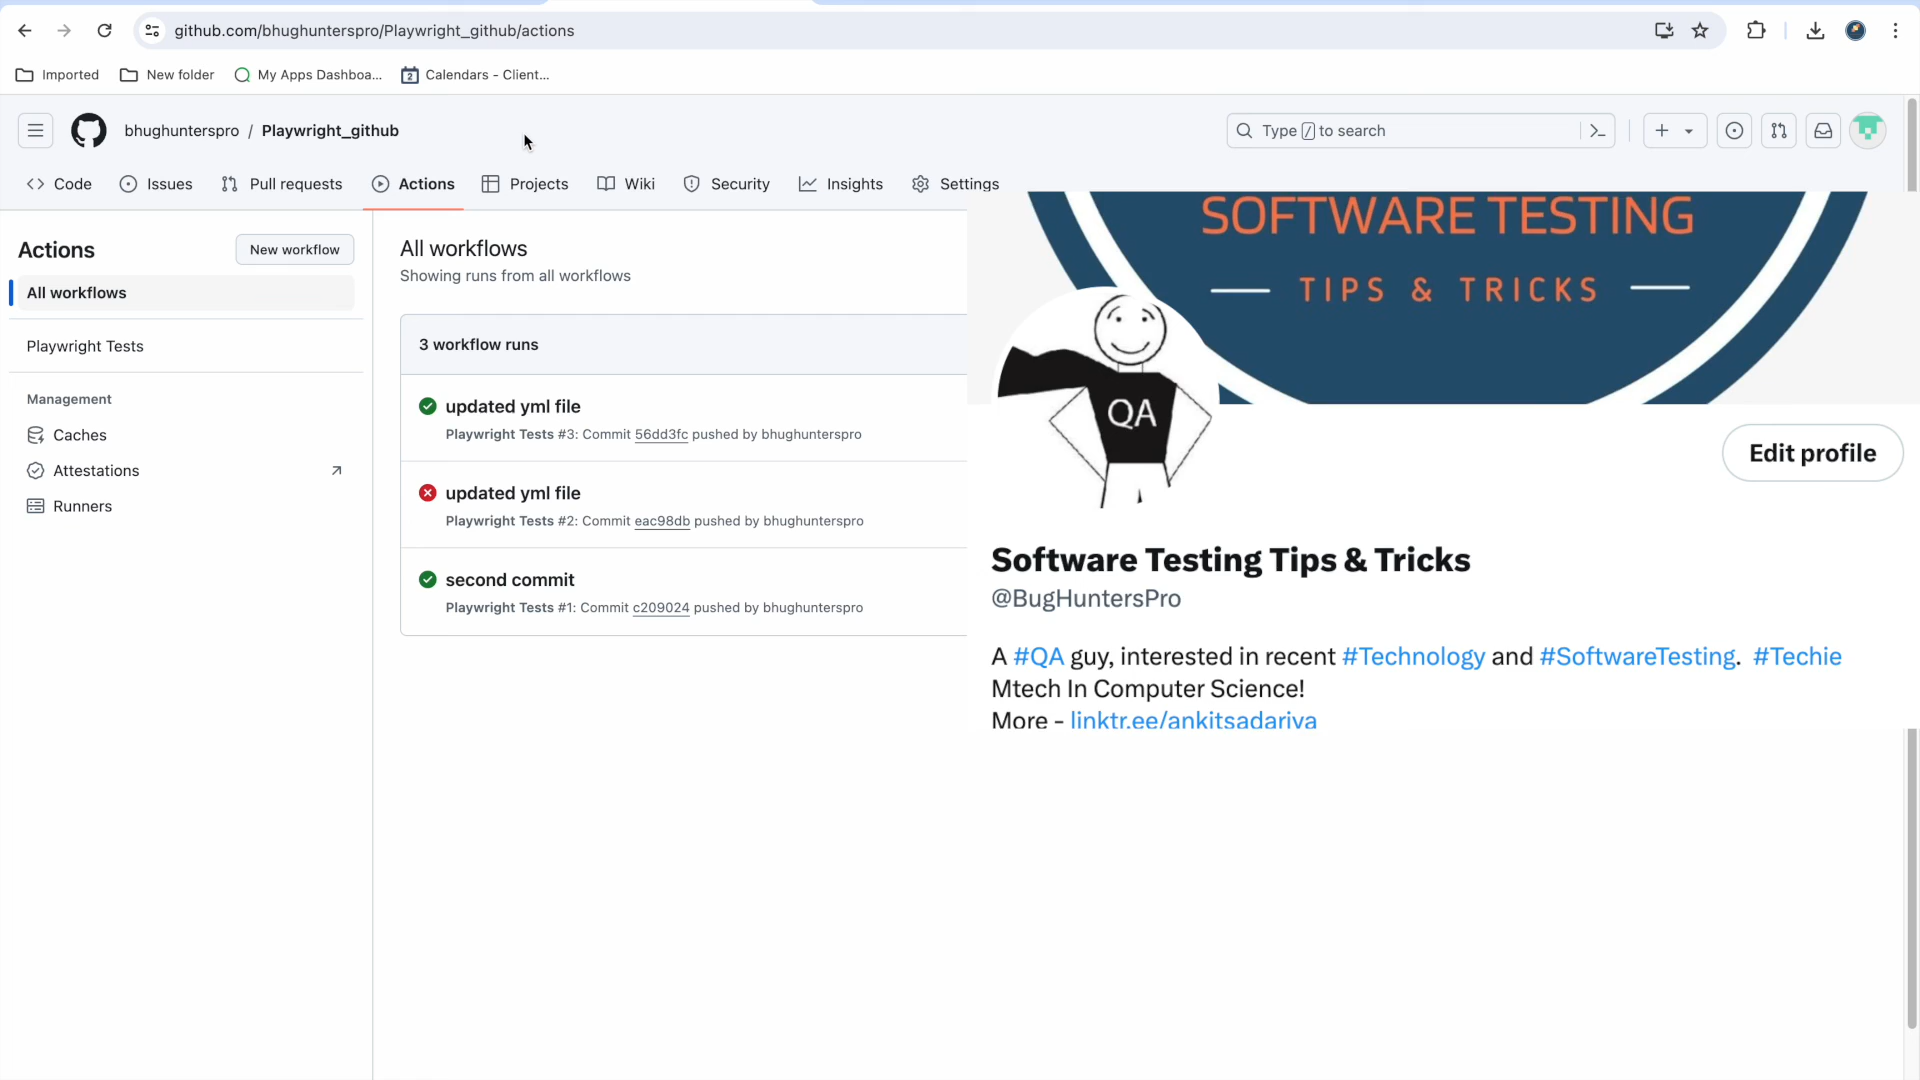 github.com/bhughunterspro/Playwright_github/actions
Imported
New folder
My Apps Dashboa...
2
Calendars - Client...
bhughunterspro / Playwright_github
Type / to search
Code
Issues
Pull requests
Actions
Projects
Wiki
Security
Insights
Settings
Actions
New workflow
All workflows
Playwright Tests
Management
Caches
Attestations
Runners
All workflows
Showing runs from all workflows
3 workflow runs
updated yml file
Playwright Tests #3: Commit 56dd3fc pushed by bhughunterspro
updated yml file
Playwright Tests #2: Commit eac98db pushed by bhughunterspro
second commit
Playwright Tests #1: Commit c209024 pushed by bhughunterspro
SOFTWARE TESTING
TIPS & TRICKS
QA
Edit profile
Software Testing Tips & Tricks
@BugHuntersPro
A #QA guy, interested in recent #Technology and #SoftwareTesting. #Techie
Mtech In Computer Science!
More - linktr.ee/ankitsadariya